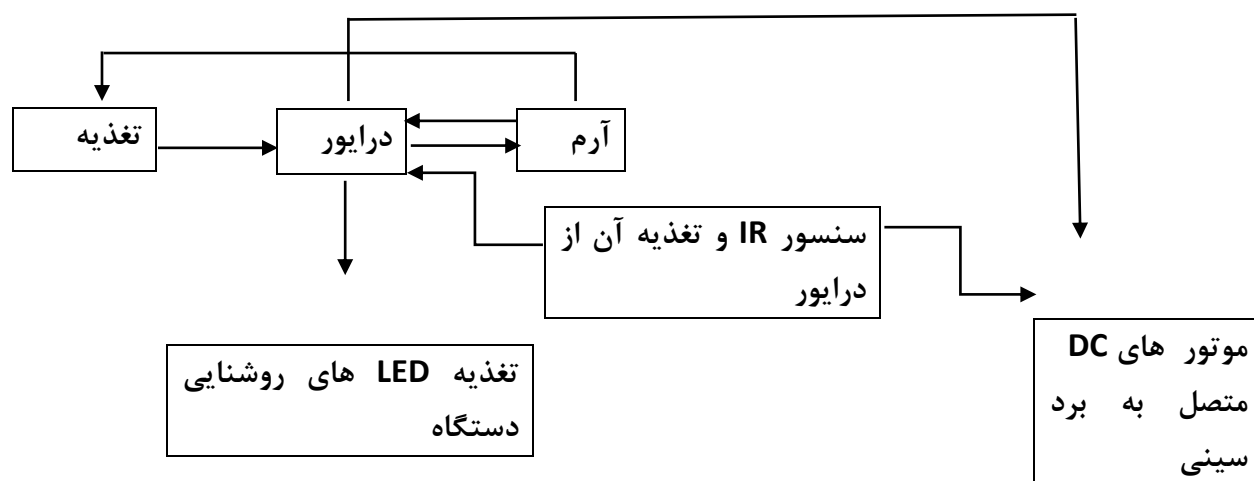 تغذیه
درایور
آرم
سنسور IR و تغذیه آن از
درایور
تغذیه LED های روشنایی
دستگاه
موتور های DC
متصل به برد
سینی